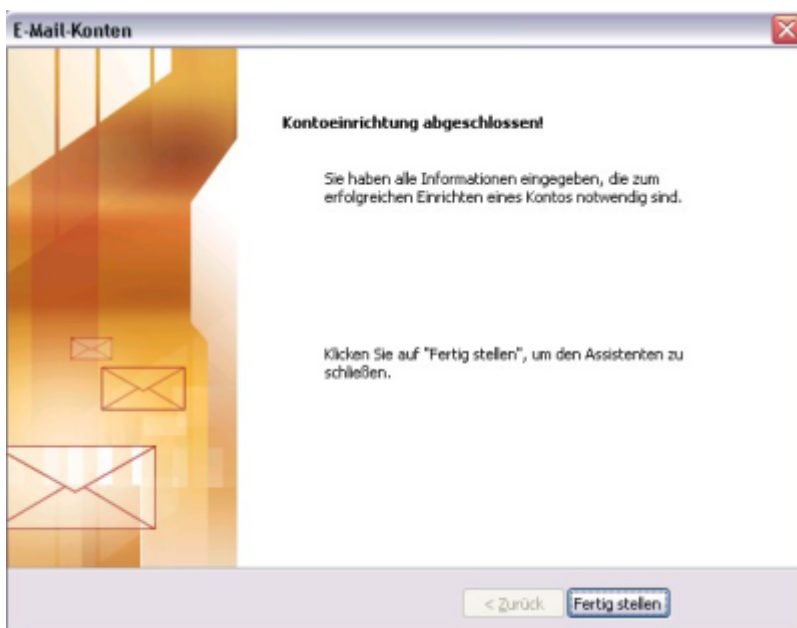 E-Mail-Konten
Kontoeinrichtung abgeschlossen!
Sie haben alle Informationen eingegeben, die zum
erfolgreichen Einrichten eines Kontos notwendig sind.
Klicken Sie auf "Fertig stellen", um den Assistenten zu
schließen.
< Zurück
Fertig stellen